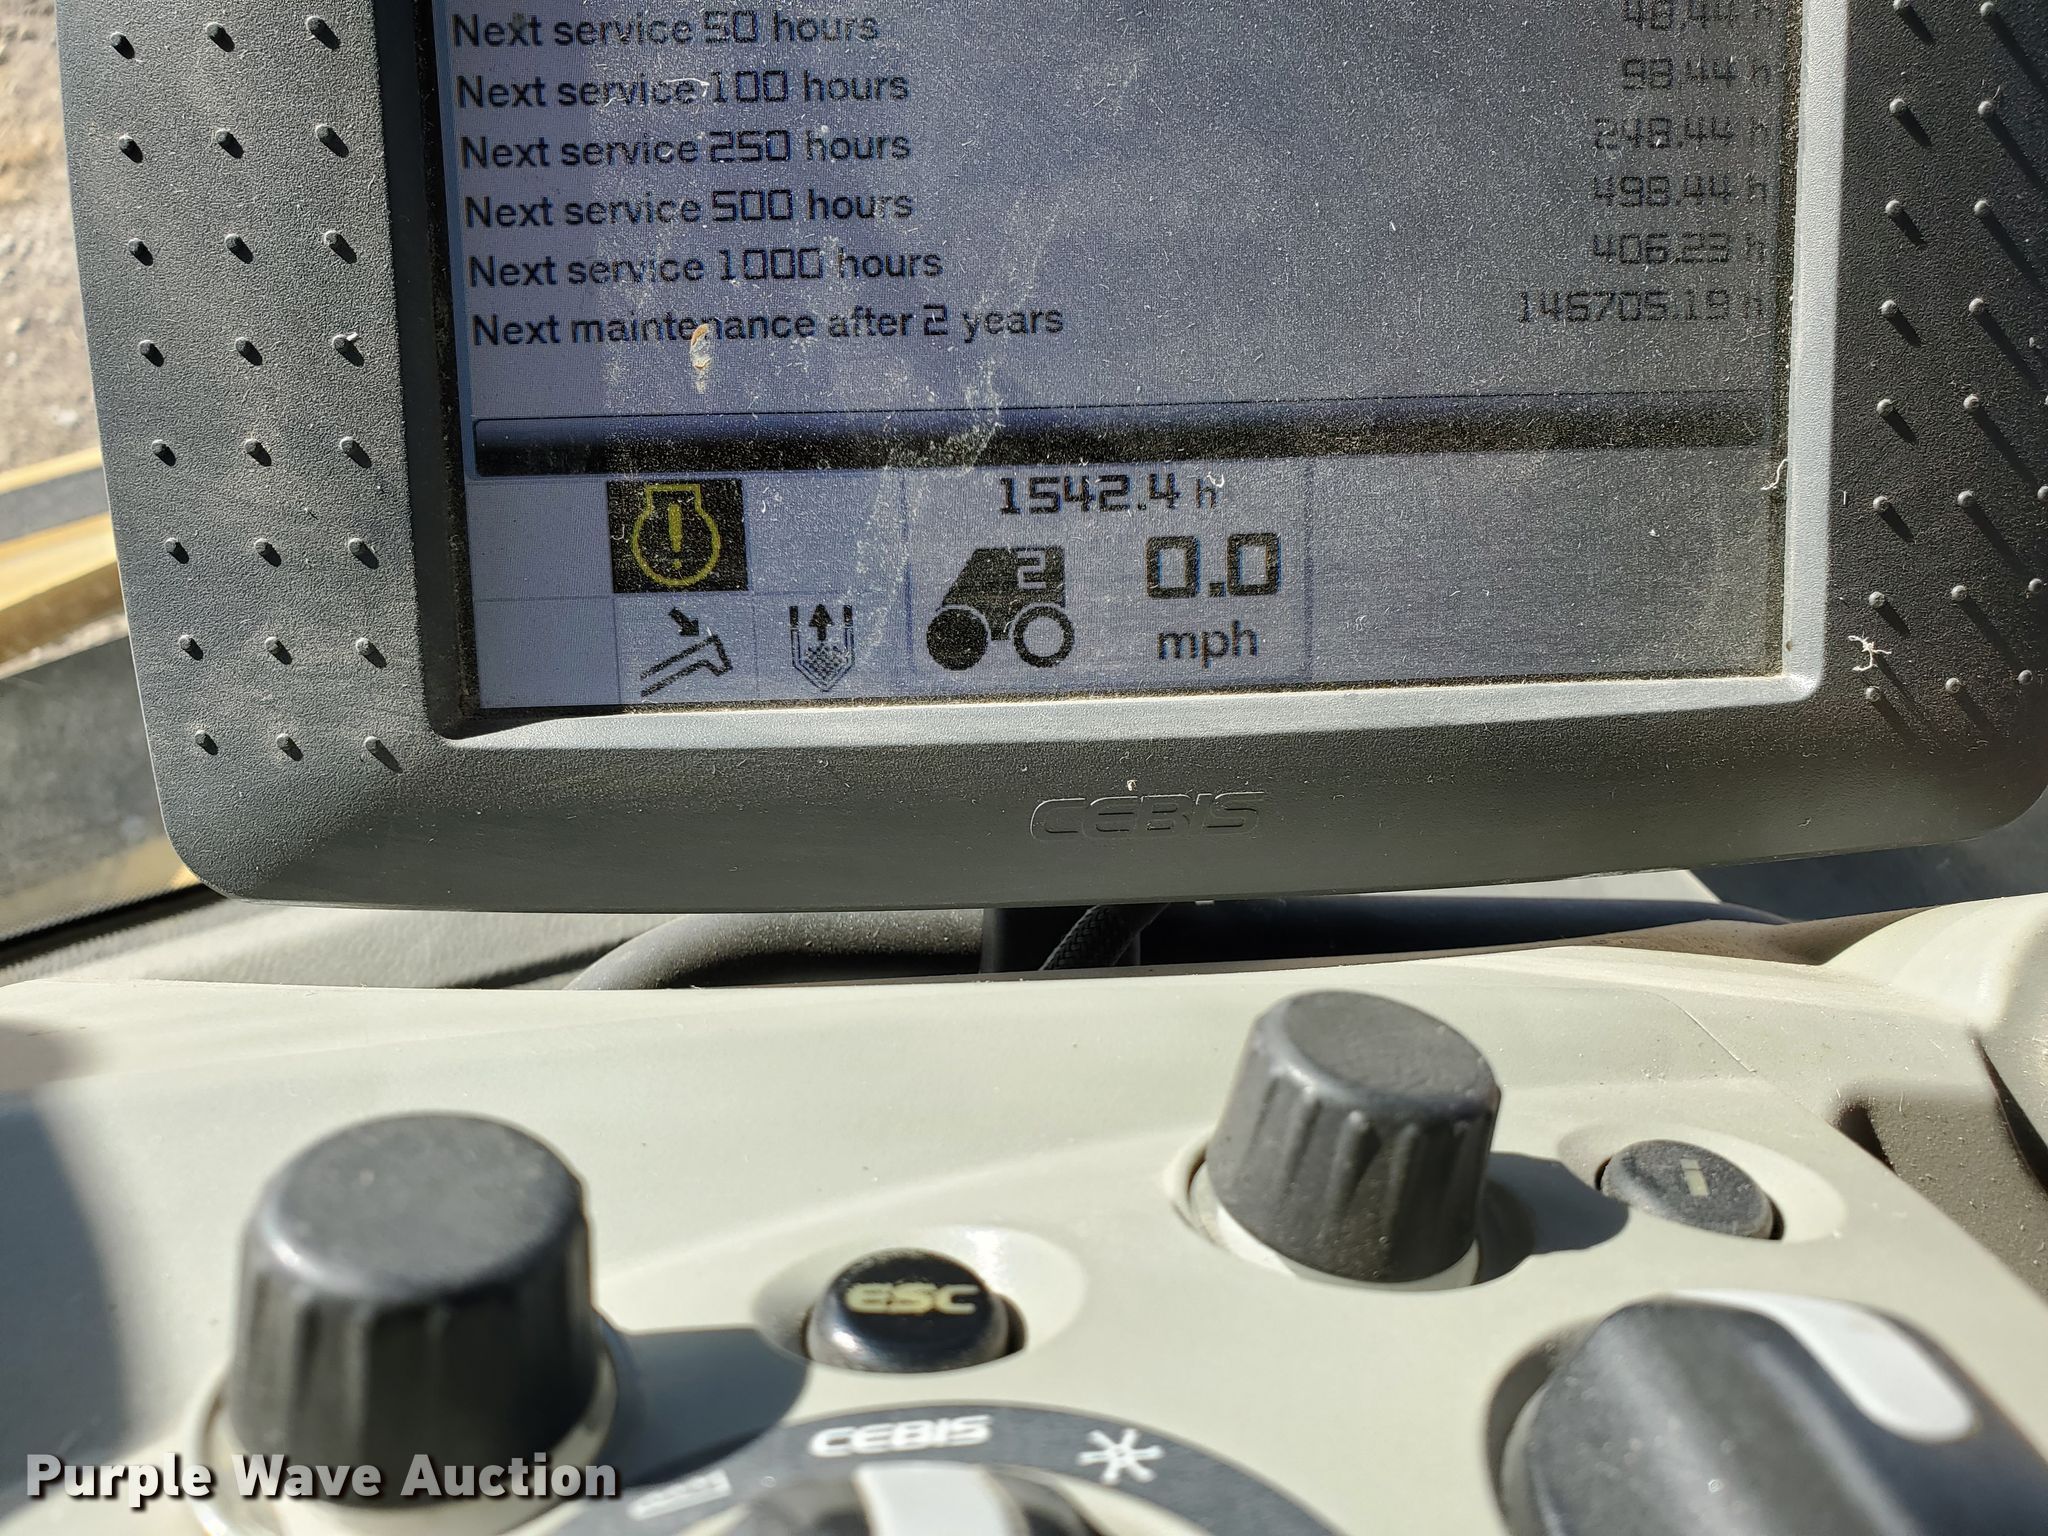 Next service 50 hours 48.44 h
Next service 100 hours 98.44 h
Next service 250 hours 248.44 h
Next service 500 hours 498.44 h
Next service 1000 hours 406.23 h
Next maintenance after 2 years 146705.19 h
1542.4 h
2 0.0
mph
CEBIS
i
esc
CEBIS
Purple Wave Auction